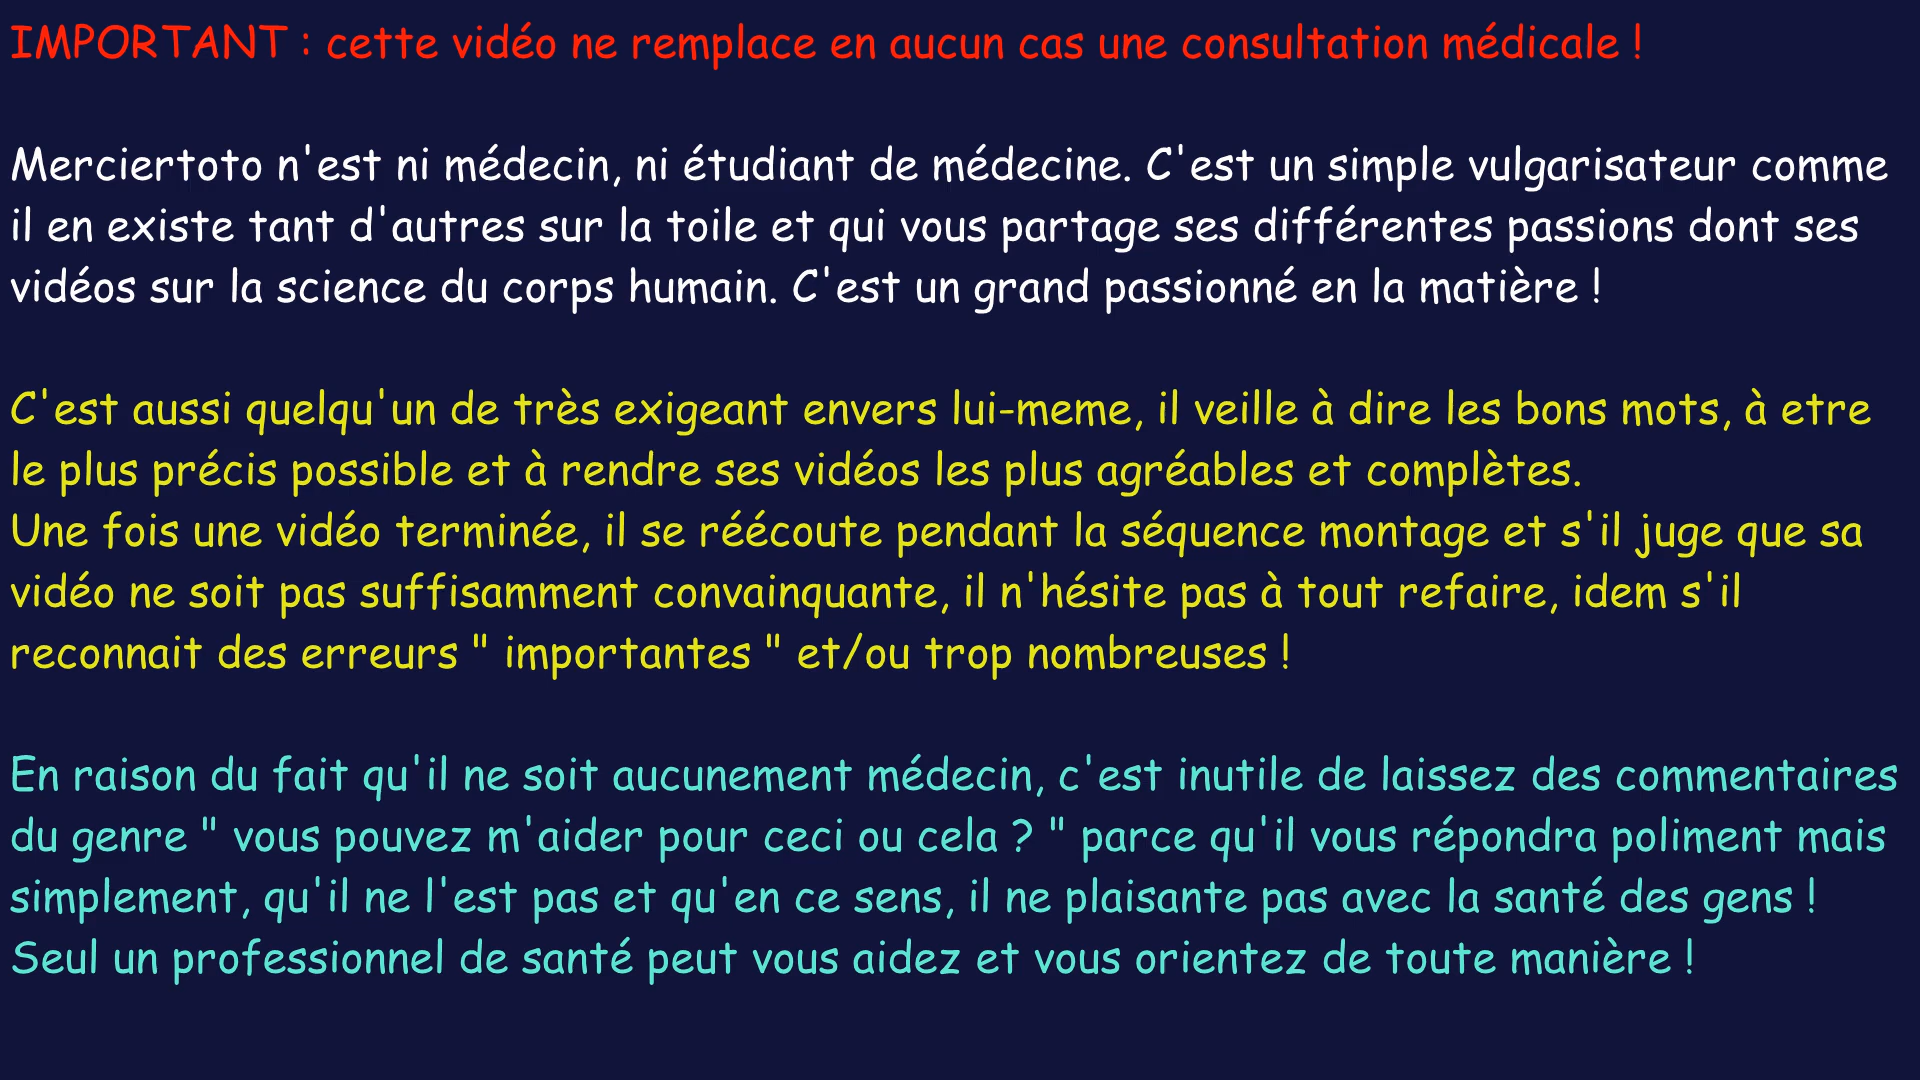 IMPORTANT : cette vidéo ne remplace en aucun cas une consultation médicale !
Merciertoto n'est ni médecin, ni étudiant de médecine. C'est un simple vulgarisateur comme
il en existe tant d'autres sur la toile et qui vous partage ses différentes passions dont ses
vidéos sur la science du corps humain. C'est un grand passionné en la matière !
C'est aussi quelqu'un de très exigeant envers lui-meme, il veille à dire les bons mots, à etre
le plus précis possible et à rendre ses vidéos les plus agréables et complètes.
Une fois une vidéo terminée, il se réécoute pendant la séquence montage et s'il juge que sa
vidéo ne soit pas suffisamment convainquante, il n'hésite pas à tout refaire, idem s'il
reconnait des erreurs " importantes " et/ou trop nombreuses !
En raison du fait qu'il ne soit aucunement médecin, c'est inutile de laissez des commentaires
du genre " vous pouvez m'aider pour ceci ou cela ? " parce qu'il vous répondra poliment mais
simplement, qu'il ne l'est pas et qu'en ce sens, il ne plaisante pas avec la santé des gens !
Seul un professionnel de santé peut vous aidez et vous orientez de toute manière !